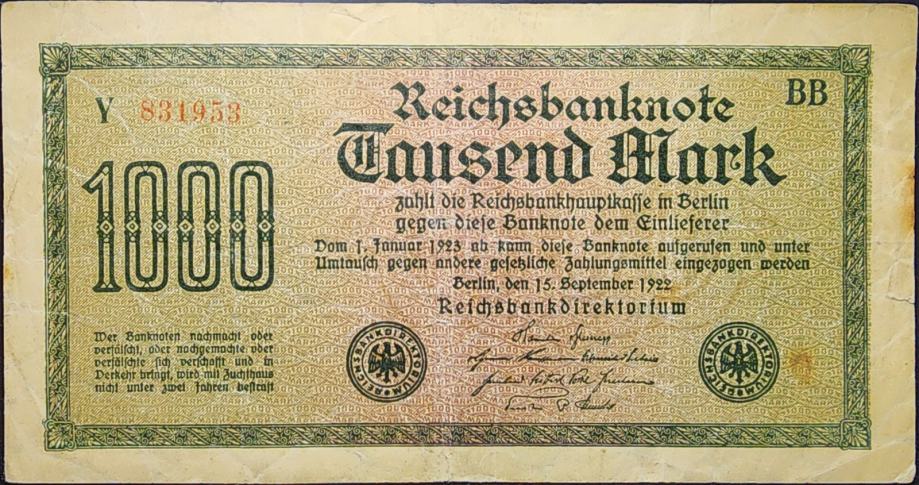 Y 831953
BB
Reichsbanknote
Tausend Mark
1000
zahlt die Reichsbankhauptkasse in Berlin
gegen diese Banknote dem Einlieferer
Vom 1. Januar 1923 ab kann diese Banknote aufgerufen und unter
Umtausch gegen andere gesetzliche Zahlungsmittel eingezogen werden
Berlin, den 15. September 1922
Reichsbankdirektorium
Wer Banknoten nachmacht oder
verfälscht, oder nachgemachte oder
verfälschte sich verschafft und in
Verkehr bringt, wird mit Zuchthaus
nicht unter zwei Jahren bestraft
REICHSBANKDIREKTORIUM
REICHSBANKDIREKTORIUM